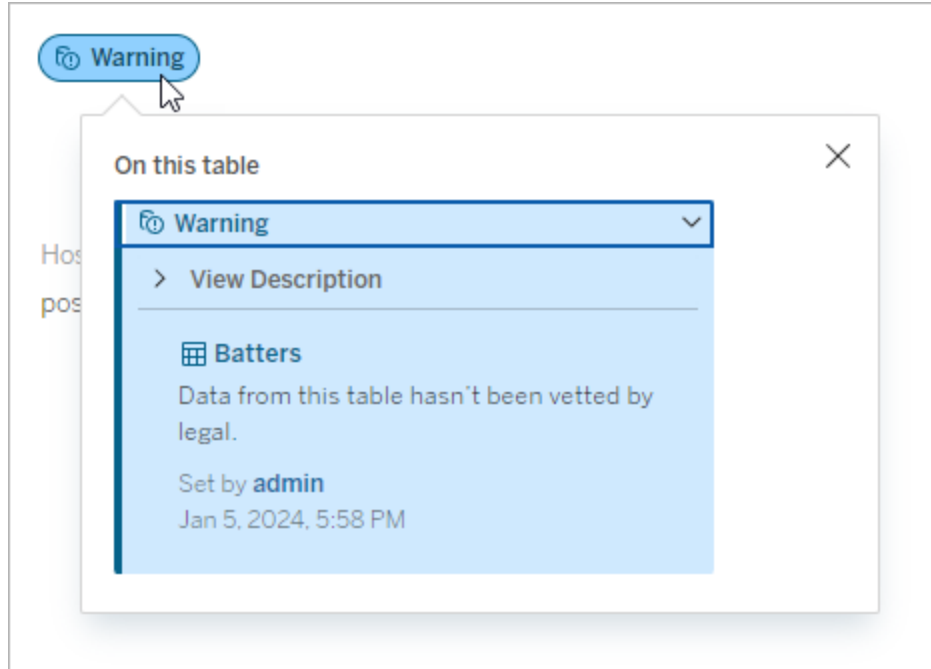 Warning
On this table
Warning
View Description
Batters
Data from this table hasn't been vetted by
legal.
Set by admin
Jan 5, 2024, 5:58 PM